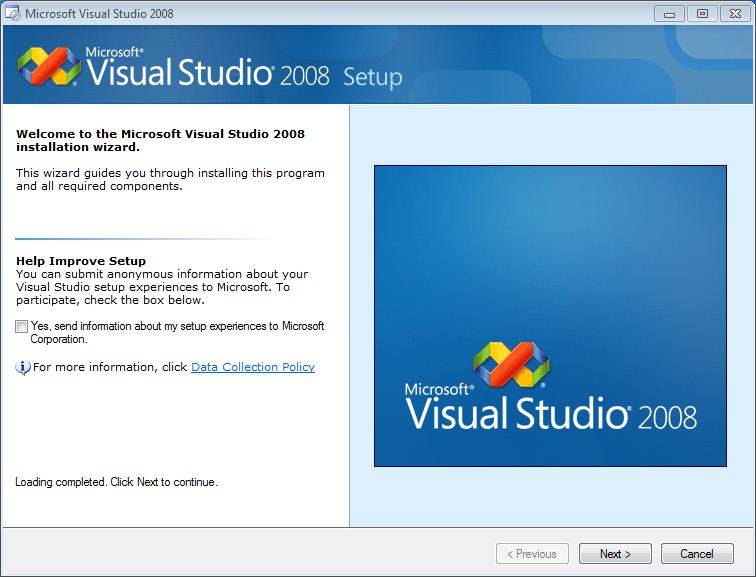 Microsoft Visual Studio 2008
Microsoft®
Visual Studio® 2008 Setup
Welcome to the Microsoft Visual Studio 2008
installation wizard.
This wizard guides you through installing this program
and all required components.
Help Improve Setup
You can submit anonymous information about your
Visual Studio setup experiences to Microsoft. To
participate, check the box below.
Yes, send information about my setup experiences to Microsoft
Corporation.
For more information, click Data Collection Policy
Loading completed. Click Next to continue.
Microsoft®
Visual Studio® 2008
< Previous Next > Cancel